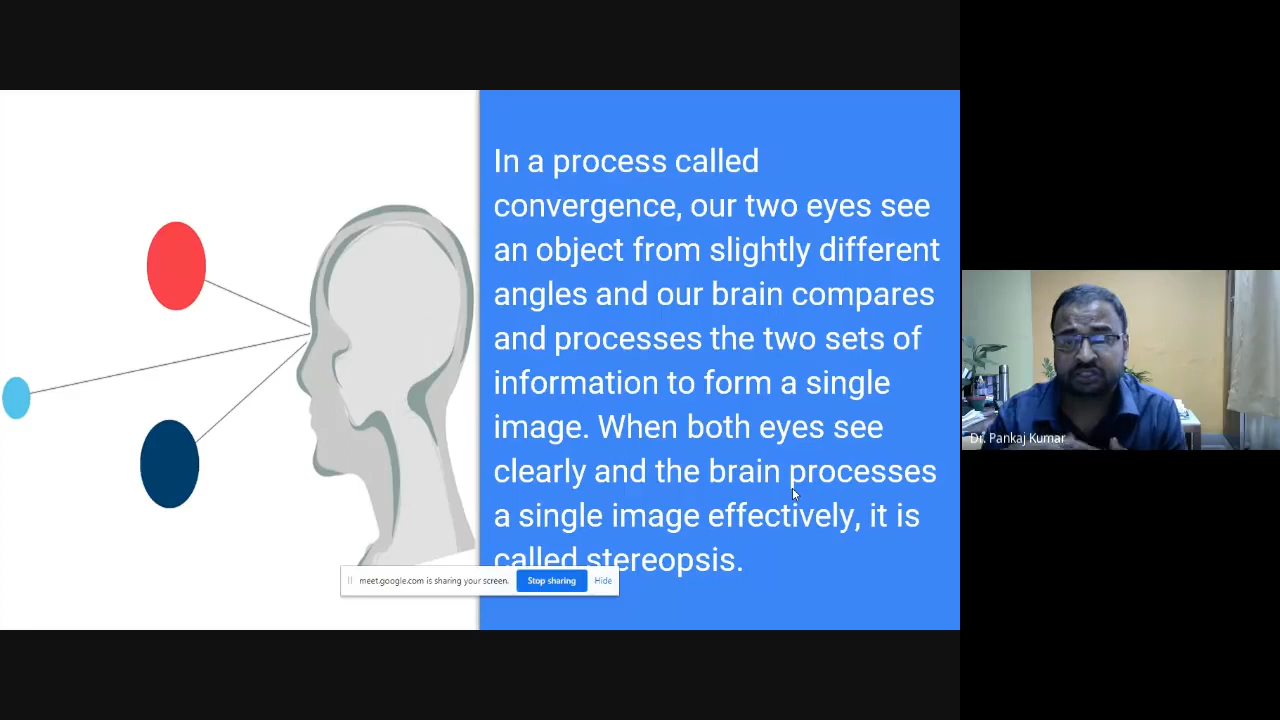 In a process called
convergence, our two eyes see
an object from slightly different
angles and our brain compares
and processes the two sets of
information to form a single
image. When both eyes see
clearly and the brain processes
a single image effectively, it is
called stereopsis.
meet.google.com is sharing your screen. Stop sharing Hide
Dr. Pankaj Kumar